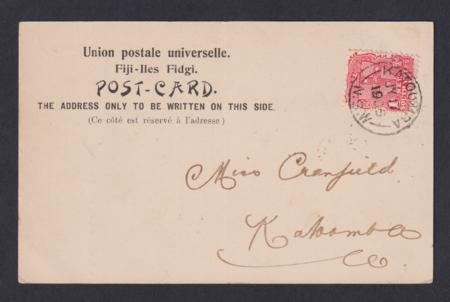 Union postale universelle.
Fiji-Iles Fidgi.
POST-CARD.
THE ADDRESS ONLY TO BE WRITTEN ON THIS SIDE.
(Ce côté est réservé à l'adresse)
KATOOMBA
N.S.W
Miss Crenfield
Katoomba